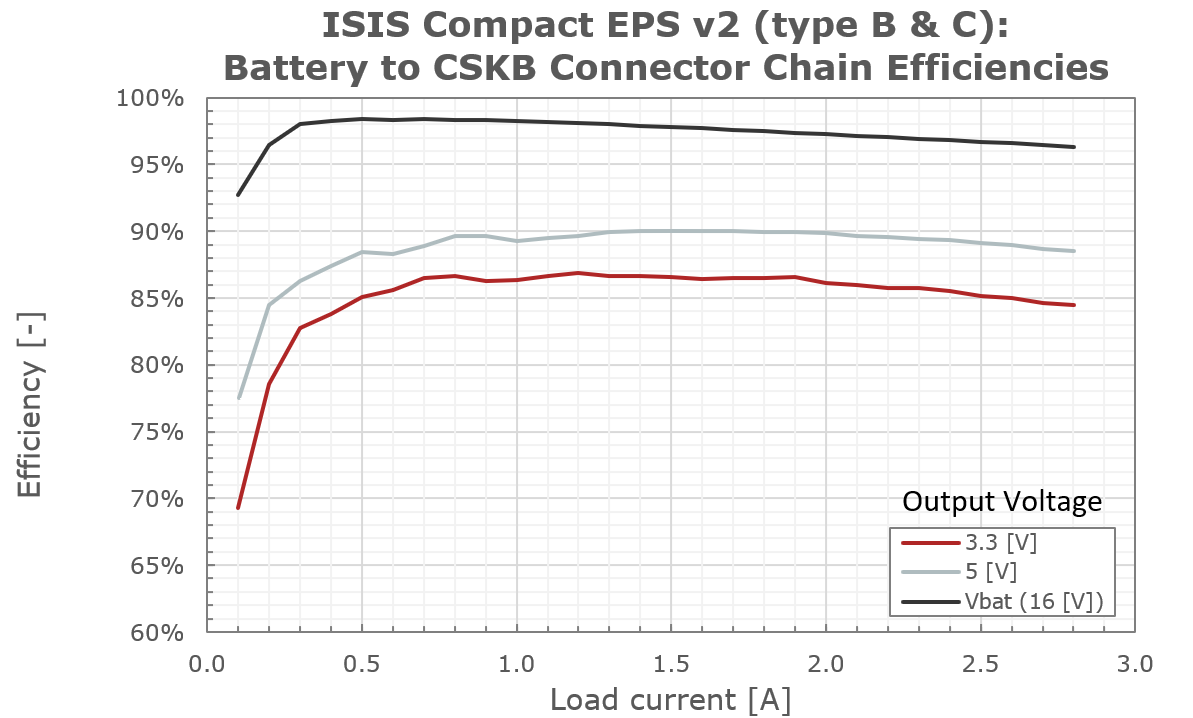 ISIS Compact EPS v2 (type B & C):
Battery to CSKB Connector Chain Efficiencies
100%
95%
90%
85%
80%
75%
70%
65%
60%
Efficiency [-]
Output Voltage
3.3 [V]
5 [V]
Vbat (16 [V])
0.0 0.5 1.0 1.5 2.0 2.5 3.0
Load current [A]